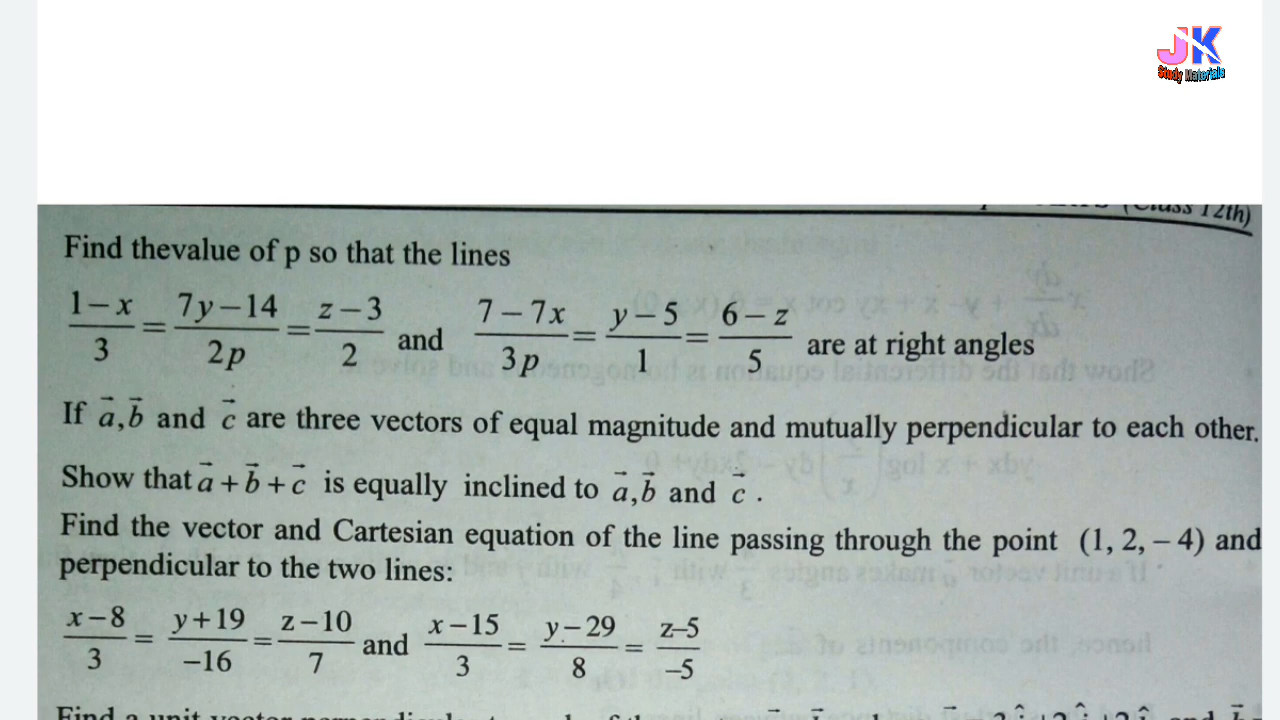 JK
Study Materials
(Class 12th)
Find thevalue of p so that the lines
(1−x)/3 = (7y−14)/2p = (z−3)/2 and (7−7x)/3p = (y−5)/1 = (6−z)/5 are at right angles
If a⃗,b⃗ and c⃗ are three vectors of equal magnitude and mutually perpendicular to each other.
Show that a⃗+b⃗+c⃗ is equally inclined to a⃗,b⃗ and c⃗.
Find the vector and Cartesian equation of the line passing through the point (1, 2, −4) and
perpendicular to the two lines:
(x−8)/3 = (y+19)/−16 = (z−10)/7 and (x−15)/3 = (y−29)/8 = (z−5)/−5
Find a unit vector